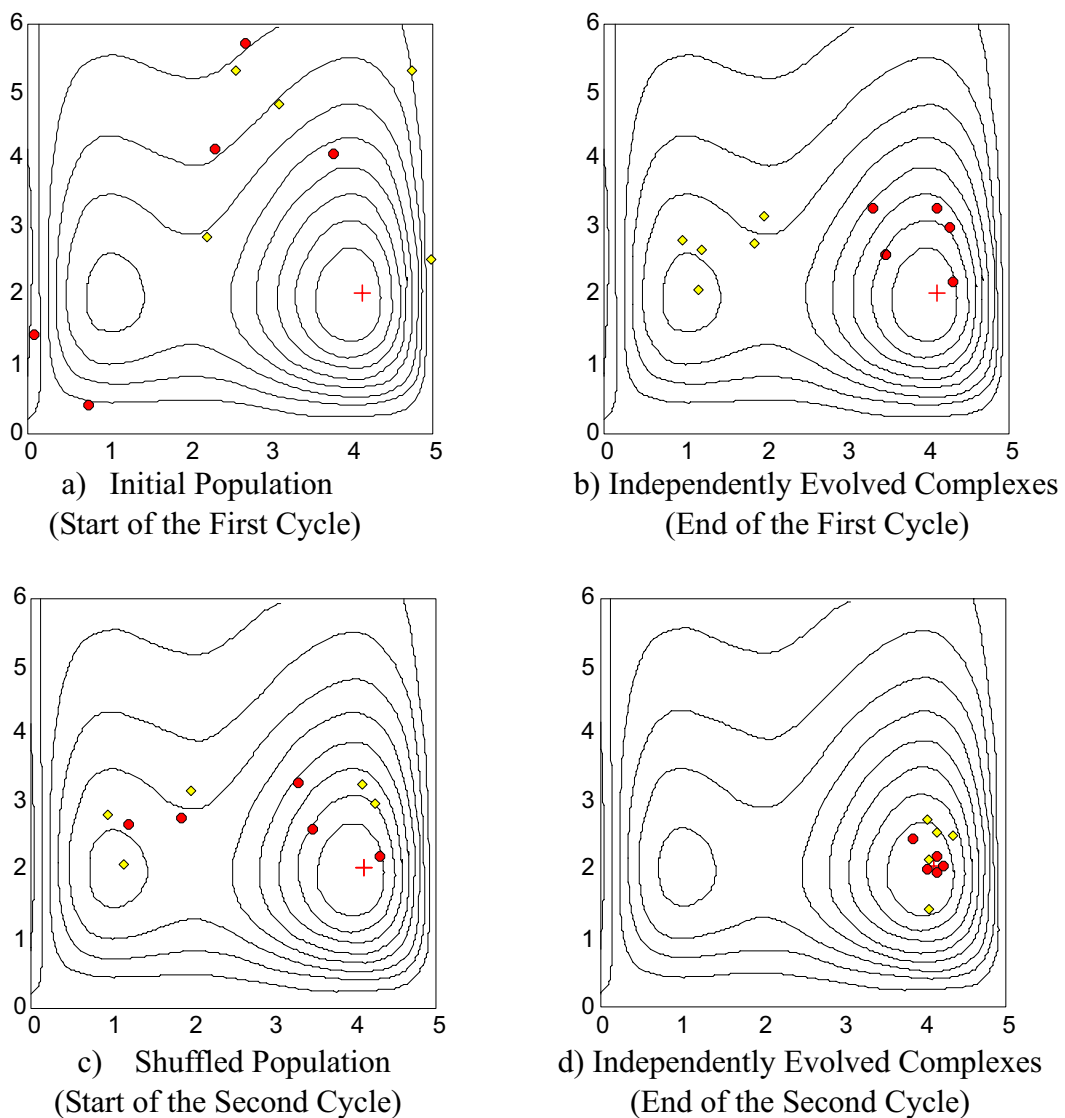 6
5
4
3
2
1
0
0 1 2 3 4 5
a) Initial Population
(Start of the First Cycle)
6
5
4
3
2
1
0
0 1 2 3 4 5
b) Independently Evolved Complexes
(End of the First Cycle)
6
5
4
3
2
1
0
0 1 2 3 4 5
c) Shuffled Population
(Start of the Second Cycle)
6
5
4
3
2
1
0
0 1 2 3 4 5
d) Independently Evolved Complexes
(End of the Second Cycle)